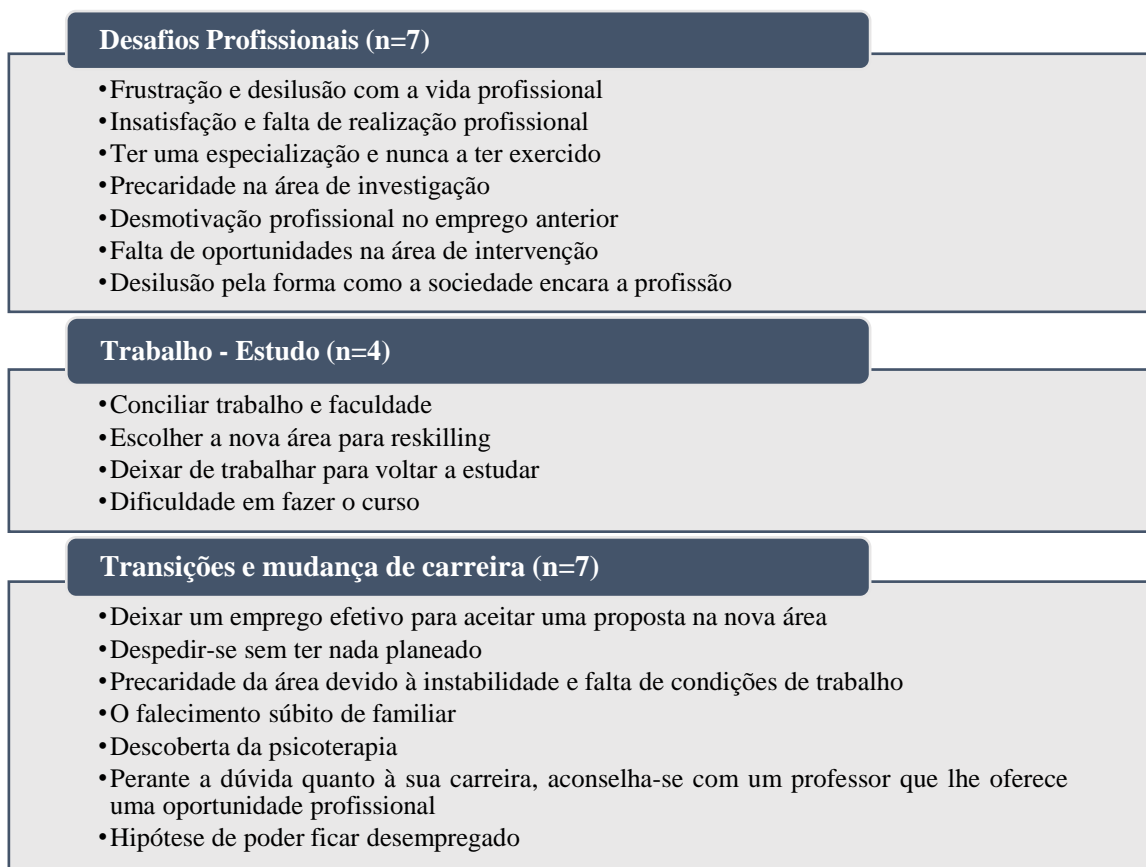 Desafios Profissionais (n=7)
•Frustração e desilusão com a vida profissional
•Insatisfação e falta de realização profissional
•Ter uma especialização e nunca a ter exercido
•Precaridade na área de investigação
•Desmotivação profissional no emprego anterior
•Falta de oportunidades na área de intervenção
•Desilusão pela forma como a sociedade encara a profissão
Trabalho - Estudo (n=4)
•Conciliar trabalho e faculdade
•Escolher a nova área para reskilling
•Deixar de trabalhar para voltar a estudar
•Dificuldade em fazer o curso
Transições e mudança de carreira (n=7)
•Deixar um emprego efetivo para aceitar uma proposta na nova área
•Despedir-se sem ter nada planeado
•Precaridade da área devido à instabilidade e falta de condições de trabalho
•O falecimento súbito de familiar
•Descoberta da psicoterapia
•Perante a dúvida quanto à sua carreira, aconselha-se com um professor que lhe oferece
uma oportunidade profissional
•Hipótese de poder ficar desempregado